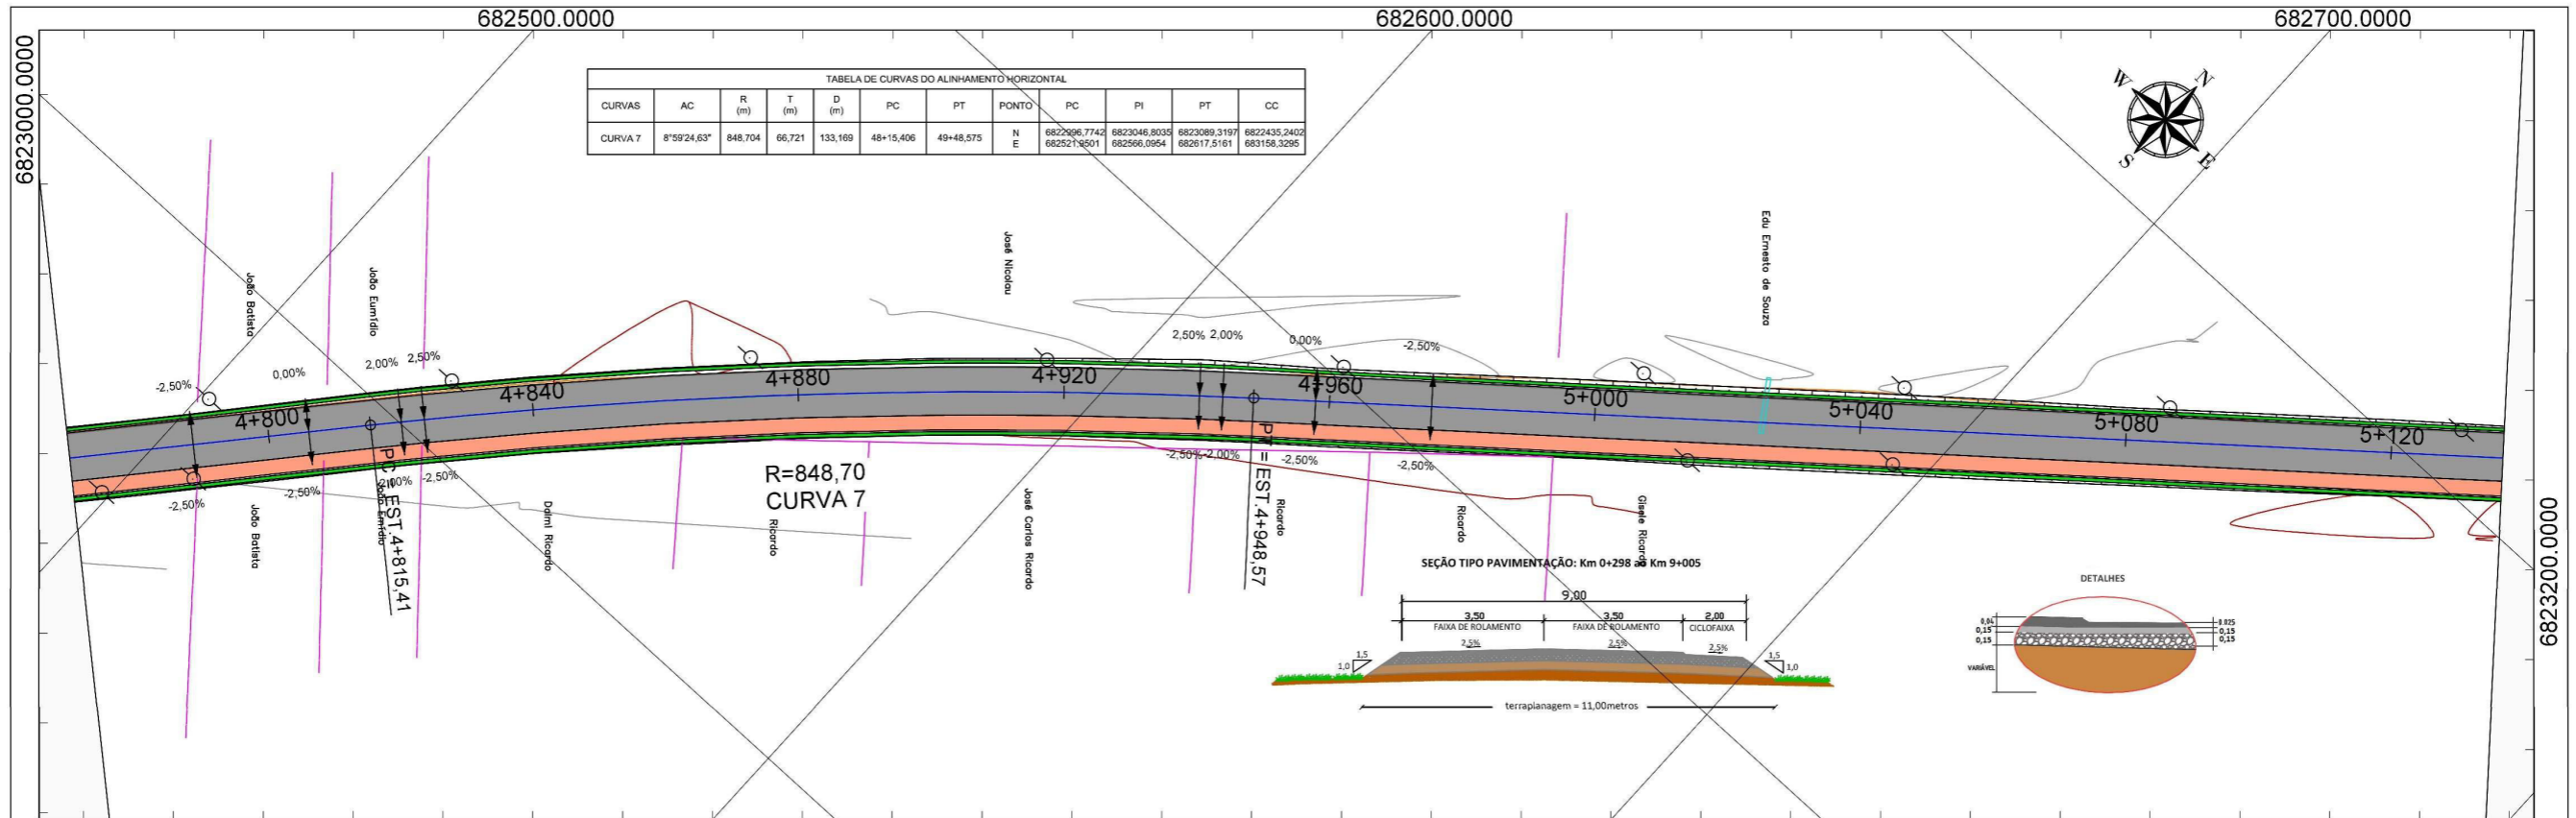 682500.0000 682600.0000 682700.0000
6823000.0000
TABELA DE CURVAS DO ALINHAMENTO HORIZONTAL
CURVAS AC R (m) T (m) D (m) PC PT PONTO PC PI PT CC
CURVA 7 8°59'24,63" 848,704 66,721 133,169 48+15,406 49+48,575 N 6822996,7742 6823046,8035 6823089,3197 6822435,2402
E 682521,9501 682566,0954 682617,5161 683158,3295
W N
S E
João Batista
João Eumídio
José Nicolau
Edu Ernesto de Souza
-2,50% 0,00% 2,00% 2,50% 2,50% 2,00% 0,00% -2,50%
4+800 4+840 4+880 4+920 4+960 5+000 5+040 5+080 5+120
-2,50% -2,50% -2,00% -2,50% -2,50% -2,00% -2,50% -2,50%
PC = EST.4+815,41
R=848,70
CURVA 7
PT = EST.4+948,57
João Batista
João Emídio
Daimi Ricardo
Ricardo
José Carlos Ricardo
Ricardo
Ricardo
Gisele Ricardo
6823200.0000
SEÇÃO TIPO PAVIMENTAÇÃO: Km 0+298 ao Km 9+005
9,00
3,50 3,50 2,00
FAIXA DE ROLAMENTO FAIXA DE ROLAMENTO CICLOFAIXA
2,5% 2,5% 2,5%
1,5 1,5
1,0 1,0
terraplanagem = 11,00metros
DETALHES
0,04 0.025
0,15 0,15
0,15 0,15
VARIÁVEL